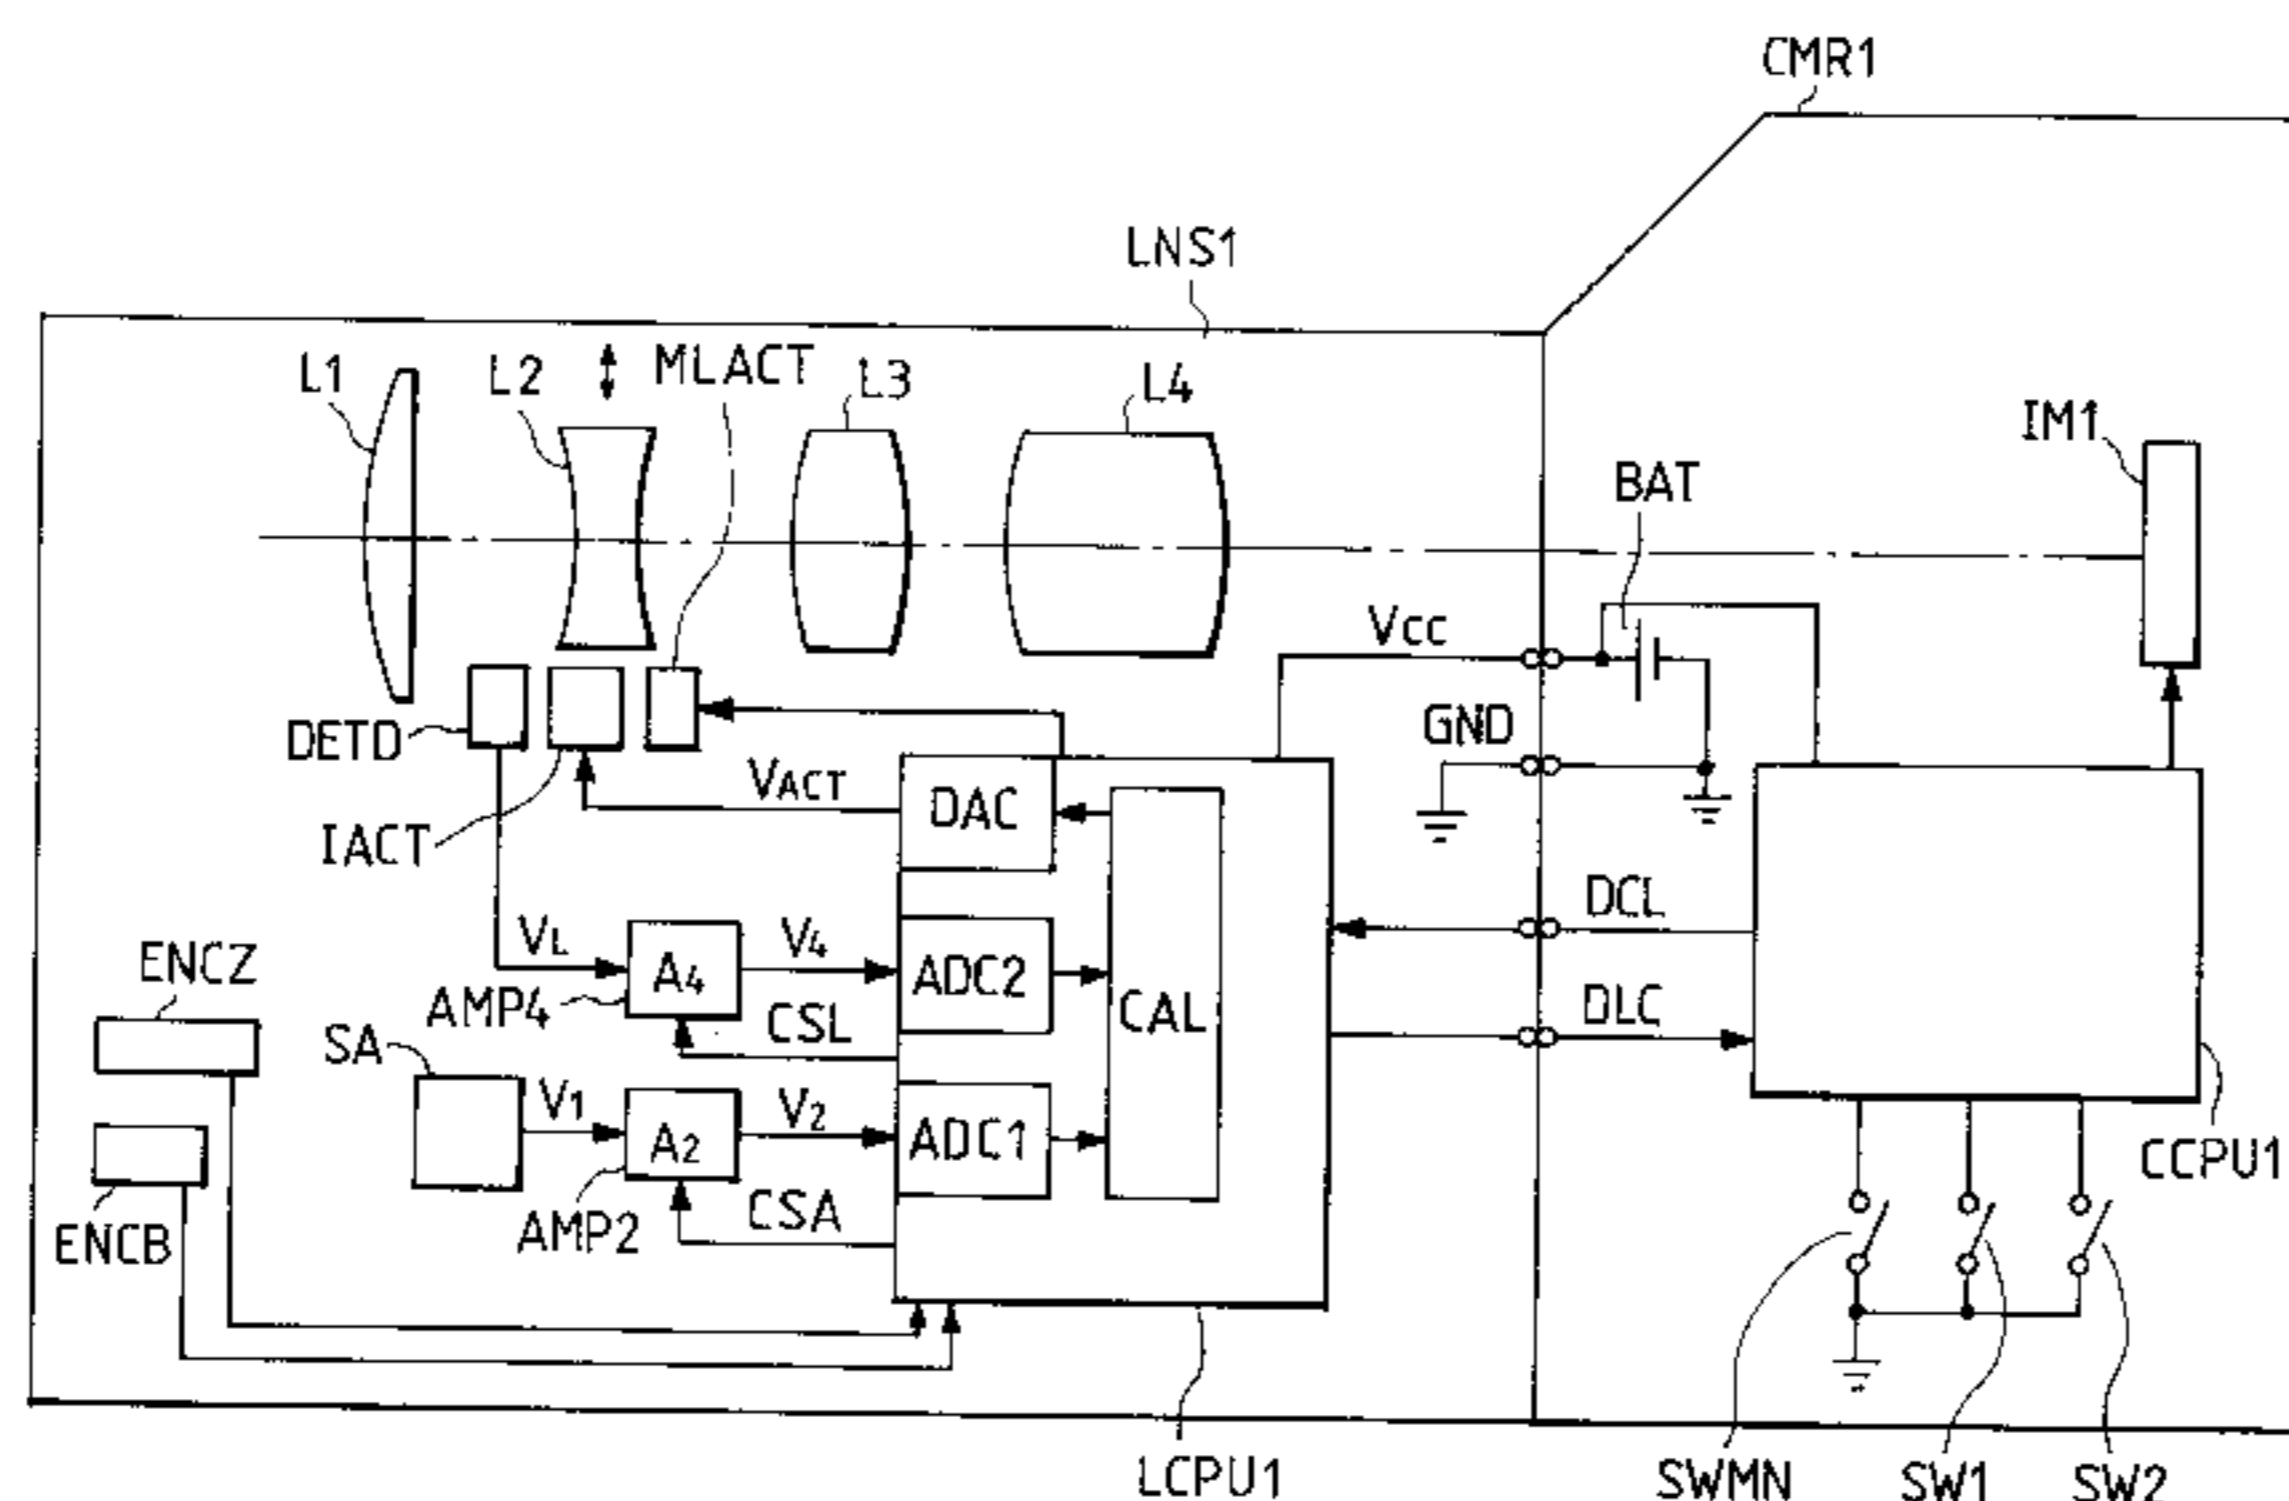 CMR1
LNS1
L1
L2
MLACT
L3
L4
IM1
BAT
VCC
GND
DETD
VACT
DAC
IACT
DCL
VL
V4
ENCZ
A4
ADC2
AMP4
CSL
CAL
DLC
SA
V1
V2
A2
ADC1
CCPU1
CSA
AMP2
ENCB
LCPU1
SWMN
SW1
SW2